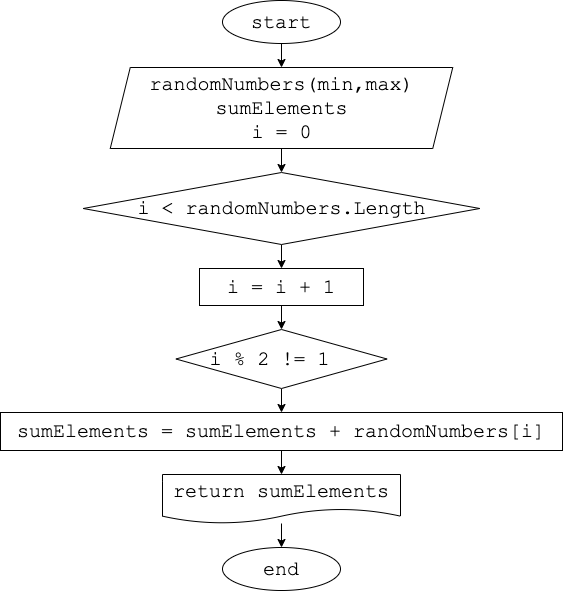 start
randomNumbers(min,max)
sumElements
i = 0
i < randomNumbers.Length
i = i + 1
i % 2 != 1
sumElements = sumElements + randomNumbers[i]
return sumElements
end